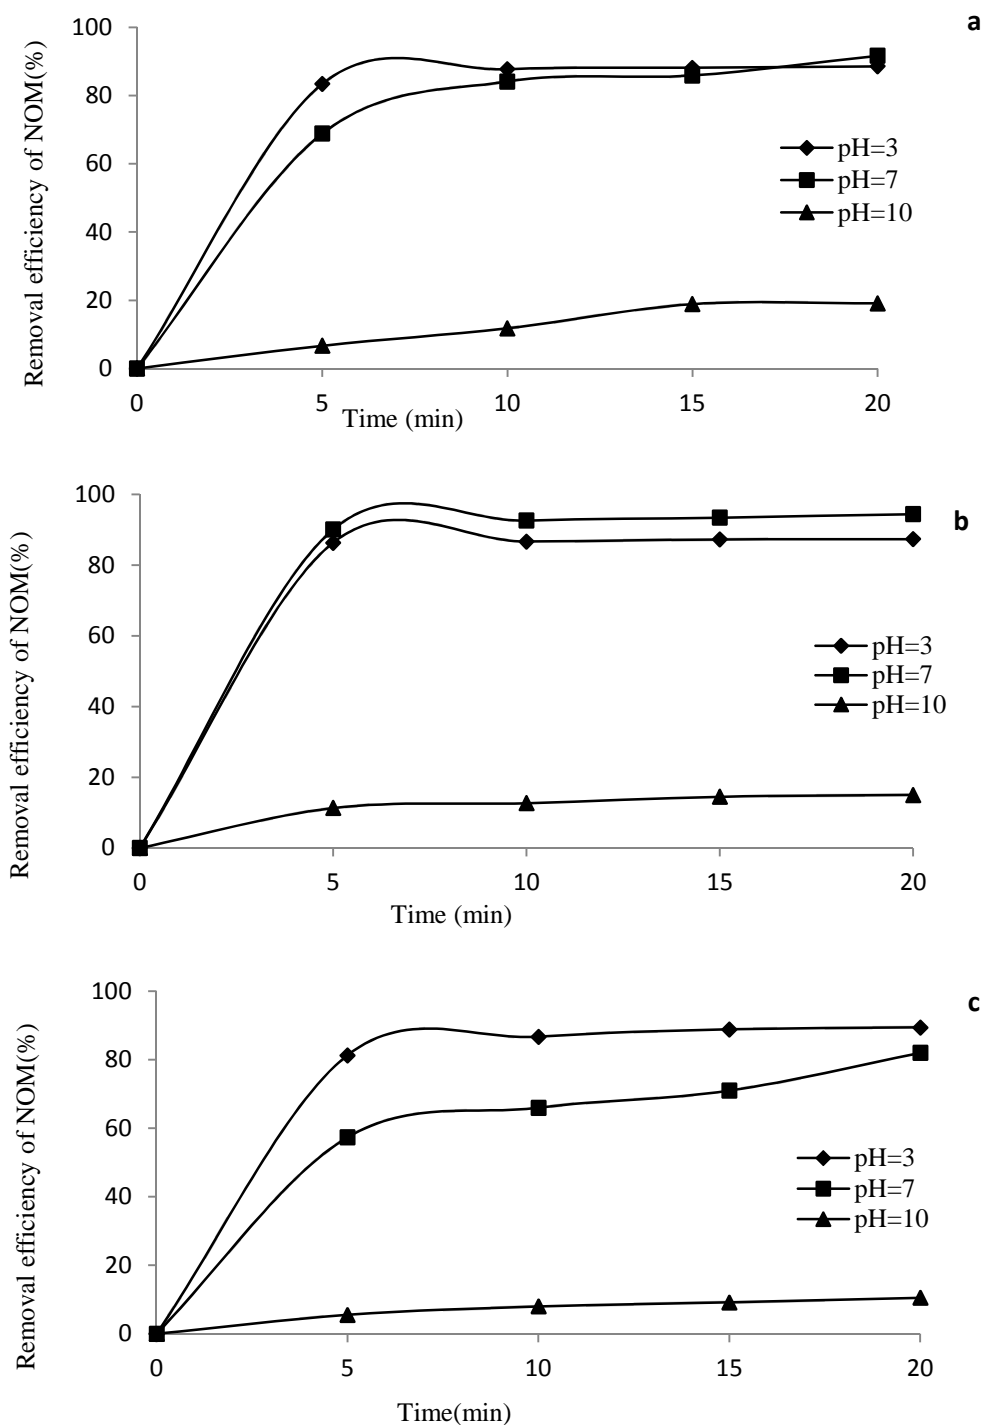 a
Removal efficiency of NOM(%)
100
80
60
40
20
0
pH=3
pH=7
pH=10
0 5 10 15 20
Time (min)
b
Removal efficiency of NOM(%)
100
80
60
40
20
0
pH=3
pH=7
pH=10
0 5 10 15 20
Time (min)
c
Removal efficiency of NOM(%)
100
80
60
40
20
0
pH=3
pH=7
pH=10
0 5 10 15 20
Time(min)